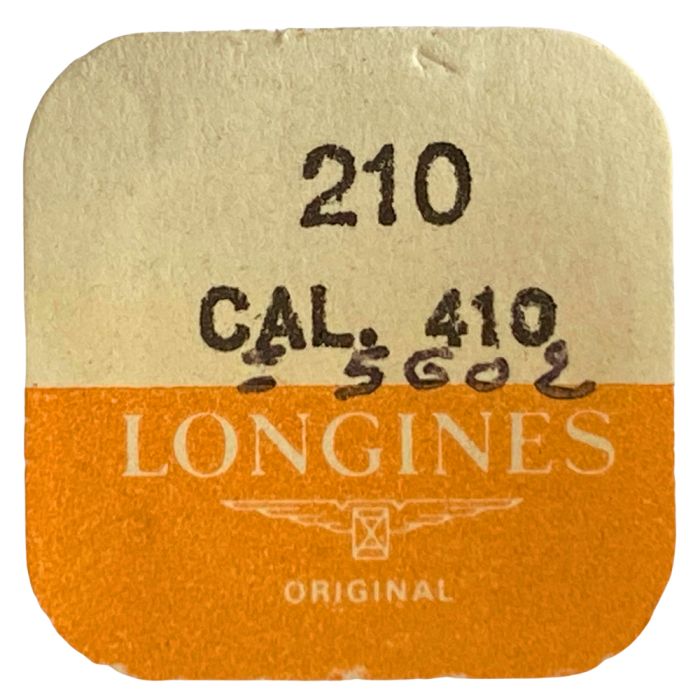 210
CAL. 410
= 5602
LONGINES
ORIGINAL